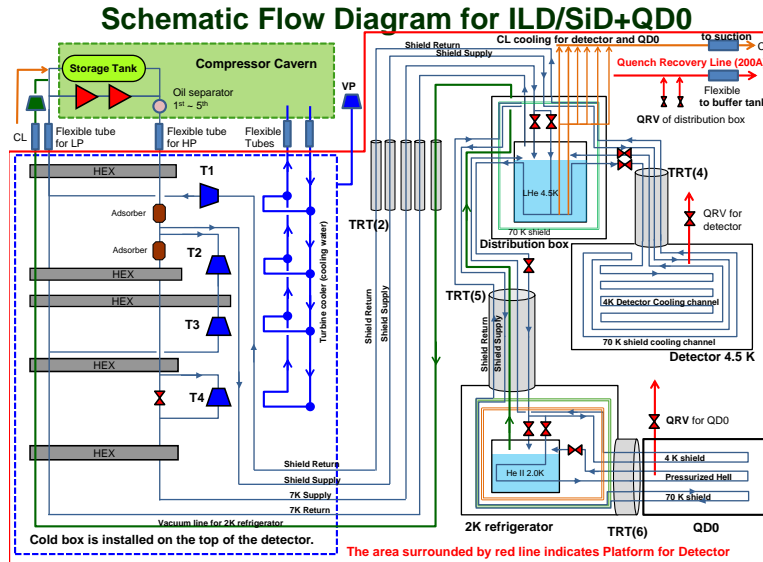 Schematic Flow Diagram for ILD/SiD+QD0
Shield Return
Shield Supply
CL cooling for detector and QD0
to suction
C
Compressor Cavern
Storage Tank
Oil separator
1st ~ 5th
VP
Quench Recovery Line (200A
Flexible
to buffer tank
QRV of distribution box
CL
Flexible tube
for LP
Flexible tube
for HP
Flexible
Tubes
HEX
T1
Adsorber
Adsorber
T2
HEX
HEX
T3
HEX
T4
HEX
Turbine cooler (cooling water)
TRT(2)
Shield Return
Shield Supply
LHe 4.5K
70 K shield
Distribution box
TRT(4)
QRV for
detector
4K Detector Cooling channel
70 K shield cooling channel
Detector 4.5 K
TRT(5)
Shield Return
Shield Supply
QRV for QD0
He II 2.0K
4 K shield
Pressurized HeII
70 K shield
2K refrigerator
TRT(6)
QD0
Shield Return
Shield Supply
7K Supply
7K Return
Vacuum line for 2K refrigerator
Cold box is installed on the top of the detector.
The area surrounded by red line indicates Platform for Detector